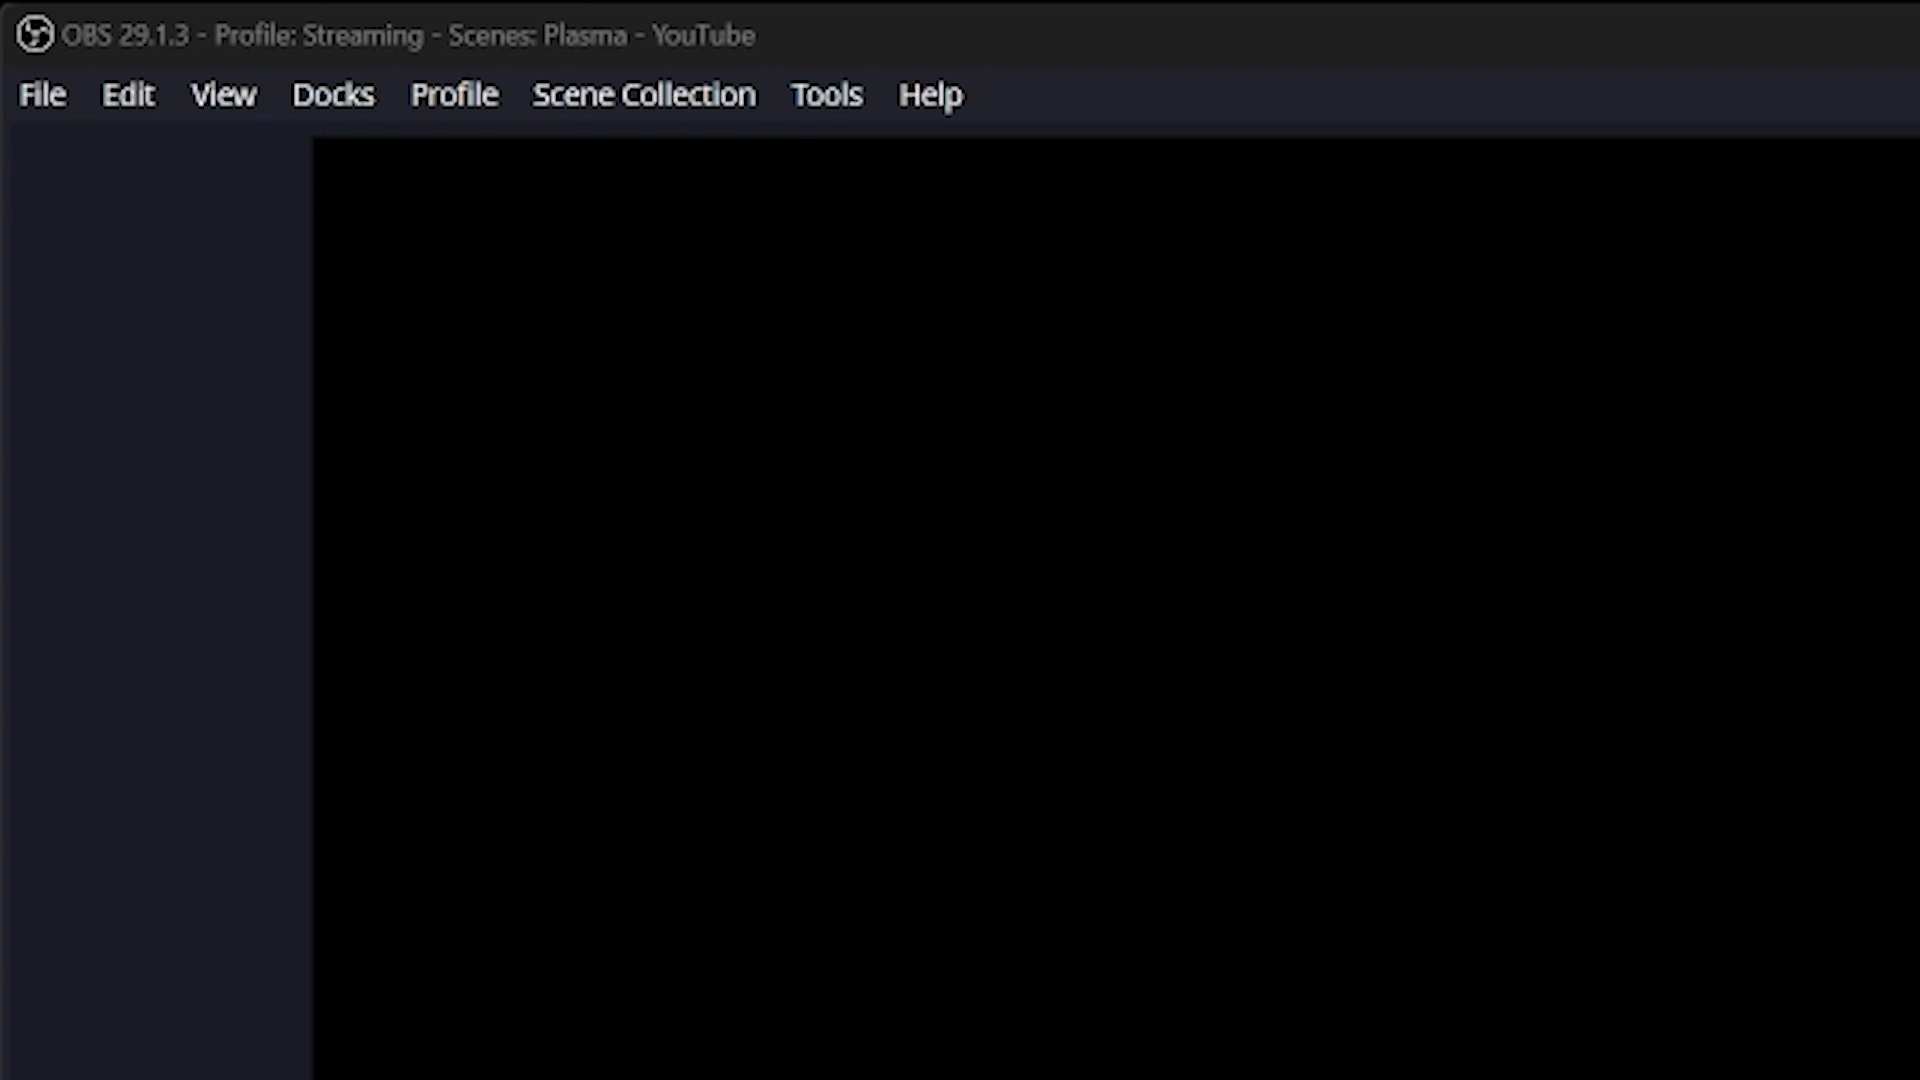 OBS 29.1.3 - Profile: Streaming - Scenes: Plasma - YouTube
File Edit View Docks Profile Scene Collection Tools Help